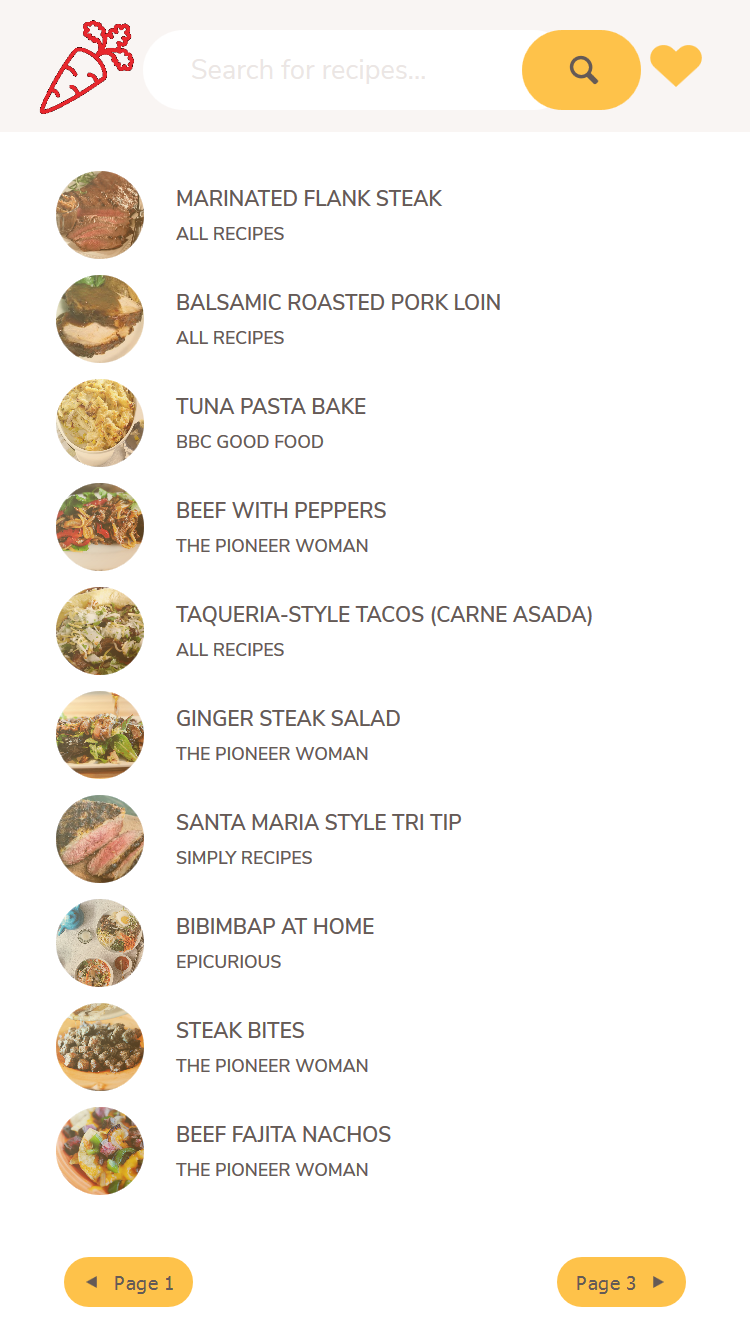 Search for recipes...
MARINATED FLANK STEAK
ALL RECIPES
BALSAMIC ROASTED PORK LOIN
ALL RECIPES
TUNA PASTA BAKE
BBC GOOD FOOD
BEEF WITH PEPPERS
THE PIONEER WOMAN
TAQUERIA-STYLE TACOS (CARNE ASADA)
ALL RECIPES
GINGER STEAK SALAD
THE PIONEER WOMAN
SANTA MARIA STYLE TRI TIP
SIMPLY RECIPES
BIBIMBAP AT HOME
EPICURIOUS
STEAK BITES
THE PIONEER WOMAN
BEEF FAJITA NACHOS
THE PIONEER WOMAN
Page 1
Page 3